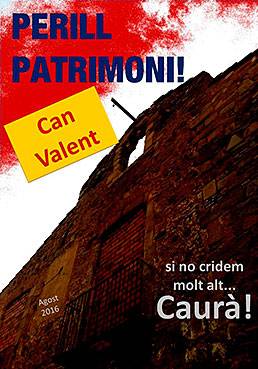 PERILL
PATRIMONI!
Can
Valent
si no cridem
molt alt...
Caurà!
Agost
2016